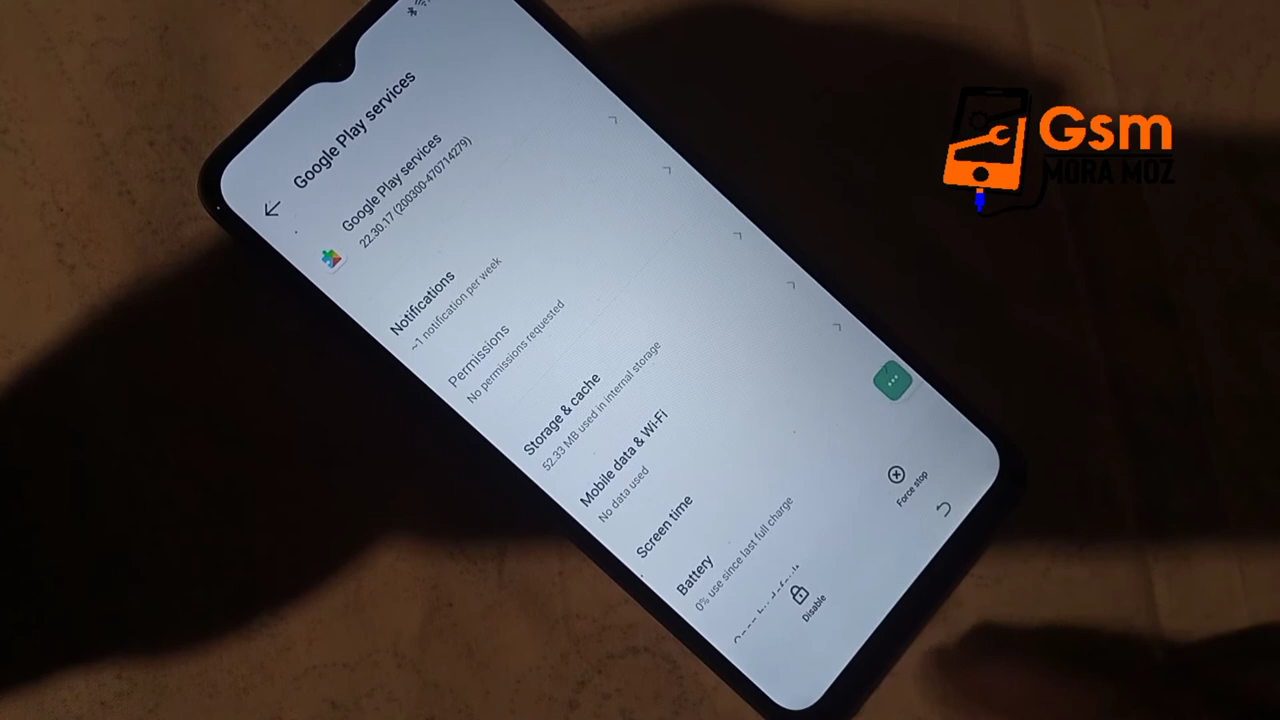 Google Play services
Google Play services
22.30.17 (200300-470714279)
Notifications
~1 notification per week
Permissions
No permissions requested
Storage & cache
52.33 MB used in internal storage
Mobile data & Wi-Fi
No data used
Screen time
Battery
0% use since last full charge
Disable
Force stop
Gsm
MORA MOZ